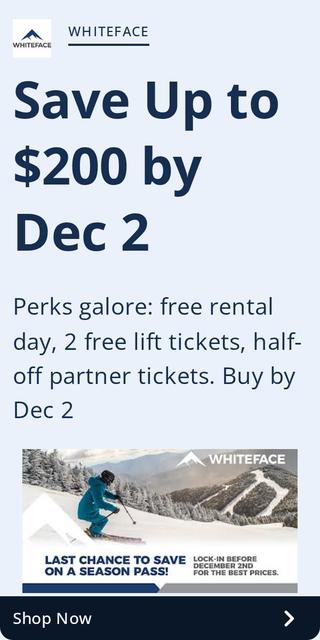 WHITEFACE
WHITEFACE
Save Up to
$200 by
Dec 2
Perks galore: free rental
day, 2 free lift tickets, half-
off partner tickets. Buy by
Dec 2
WHITEFACE
LAST CHANCE TO SAVE
ON A SEASON PASS!
LOCK-IN BEFORE
DECEMBER 2ND
FOR THE BEST PRICES.
Shop Now